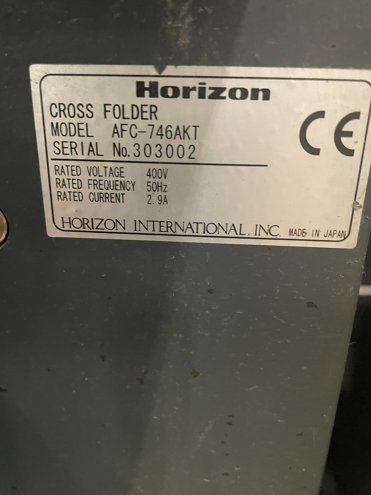 Horizon
CROSS FOLDER
MODEL AFC-746AKT
SERIAL No.303002
CE
RATED VOLTAGE 400V
RATED FREQUENCY 50Hz
RATED CURRENT 2.9A
HORIZON INTERNATIONAL, INC. MADE IN JAPAN